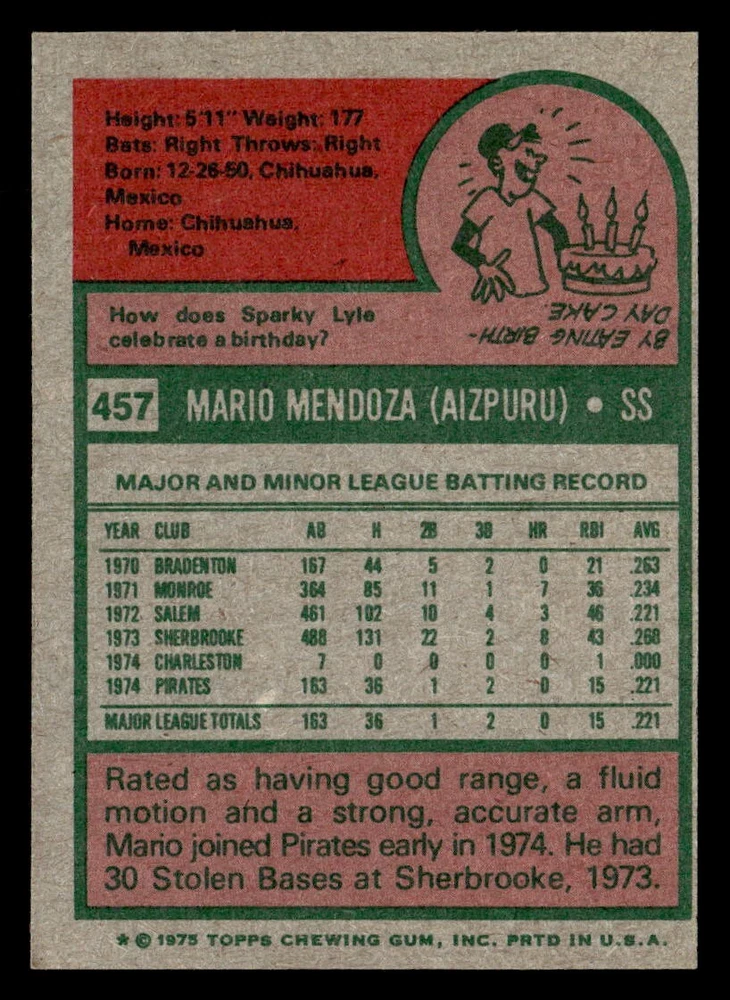 Height: 5'11" Weight: 177
Bats: Right Throws: Right
Born: 12-26-50, Chihuahua,
Mexico
Home: Chihuahua,
Mexico
How does Sparky Lyle
celebrate a birthday?
BY EATING BIRTH-
DAY CAKE
457 MARIO MENDOZA (AIZPURU) • SS
MAJOR AND MINOR LEAGUE BATTING RECORD
YEAR CLUB AB H 2B 3B HR RBI AVG
1970 BRADENTON 167 44 5 2 0 21 .263
1971 MONROE 364 85 11 1 7 36 .234
1972 SALEM 461 102 10 4 3 46 .221
1973 SHERBROOKE 488 131 22 2 8 43 .268
1974 CHARLESTON 7 0 0 0 0 1 .000
1974 PIRATES 163 36 1 2 0 15 .221
MAJOR LEAGUE TOTALS 163 36 1 2 0 15 .221
Rated as having good range, a fluid
motion and a strong, accurate arm,
Mario joined Pirates early in 1974. He had
30 Stolen Bases at Sherbrooke, 1973.
* © 1975 TOPPS CHEWING GUM, INC. PRTD IN U.S.A.